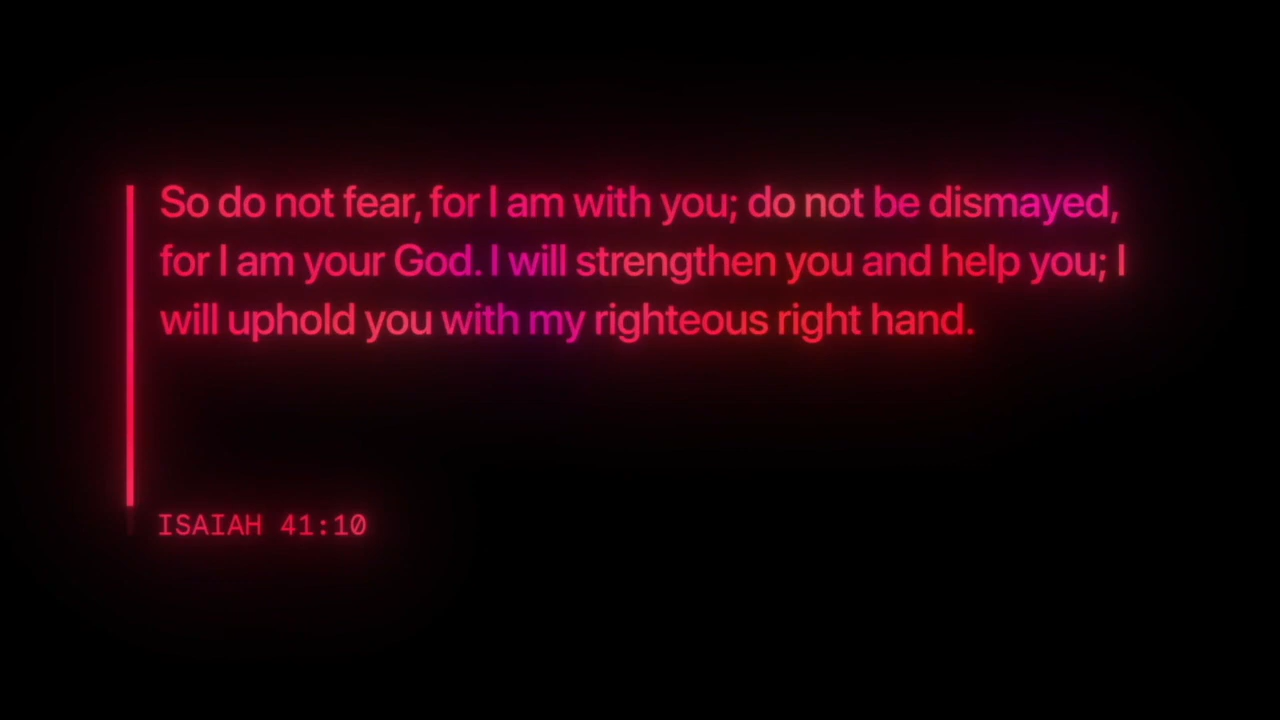 So do not fear, for I am with you; do not be dismayed,
for I am your God. I will strengthen you and help you; I
will uphold you with my righteous right hand.
ISAIAH 41:10